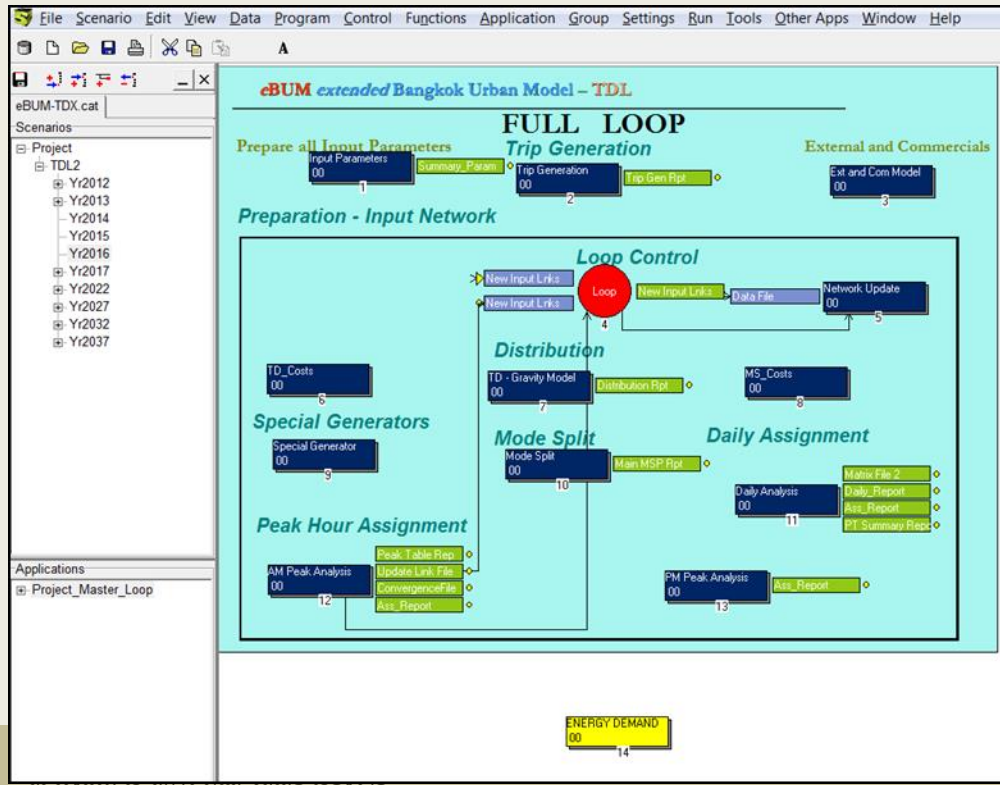 File Scenario Edit View Data Program Control Functions Application Group Settings Run Tools Other Apps Window Help
A
eBUM-TDX.cat
Scenarios
Project
TDL2
Yr2012
Yr2013
Yr2014
Yr2015
Yr2016
Yr2017
Yr2022
Yr2027
Yr2032
Yr2037
Applications
Project_Master_Loop
eBUM extended Bangkok Urban Model – TDL
FULL LOOP
Prepare all Input Parameters
Trip Generation
External and Commercials
Input Parameters
00
1
Summary_Param
Trip Generation
00
2
Trip Gen Rpt
Ext and Com Model
00
3
Preparation - Input Network
Loop Control
New Input Lnks
New Input Lnks
Loop
4
New Input Lnks
Data File
Network Update
00
5
Distribution
TD_Costs
00
6
TD - Gravity Model
00
7
Distribution Rpt
MS_Costs
00
8
Special Generators
Special Generator
00
9
Mode Split
Mode Split
00
10
Main MSP Rpt
Daily Assignment
Daily Analysis
00
11
Matrix File 2
Daily_Report
Ass_Report
PT Summary Repo
Peak Hour Assignment
AM Peak Analysis
00
12
Peak Table Rep
Update Link File
ConvergenceFile
Ass_Report
PM Peak Analysis
00
13
Ass_Report
ENERGY DEMAND
00
14